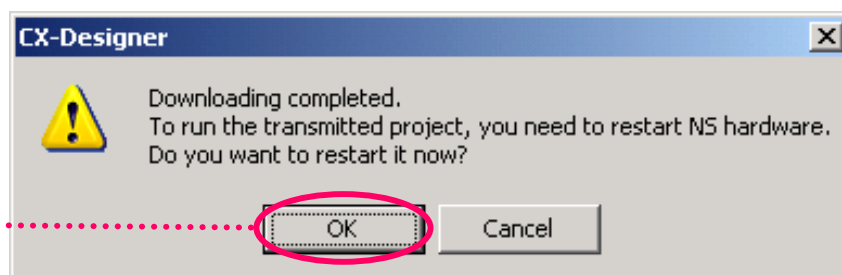 CX-Designer
Downloading completed.
To run the transmitted project, you need to restart NS hardware.
Do you want to restart it now?
OK
Cancel